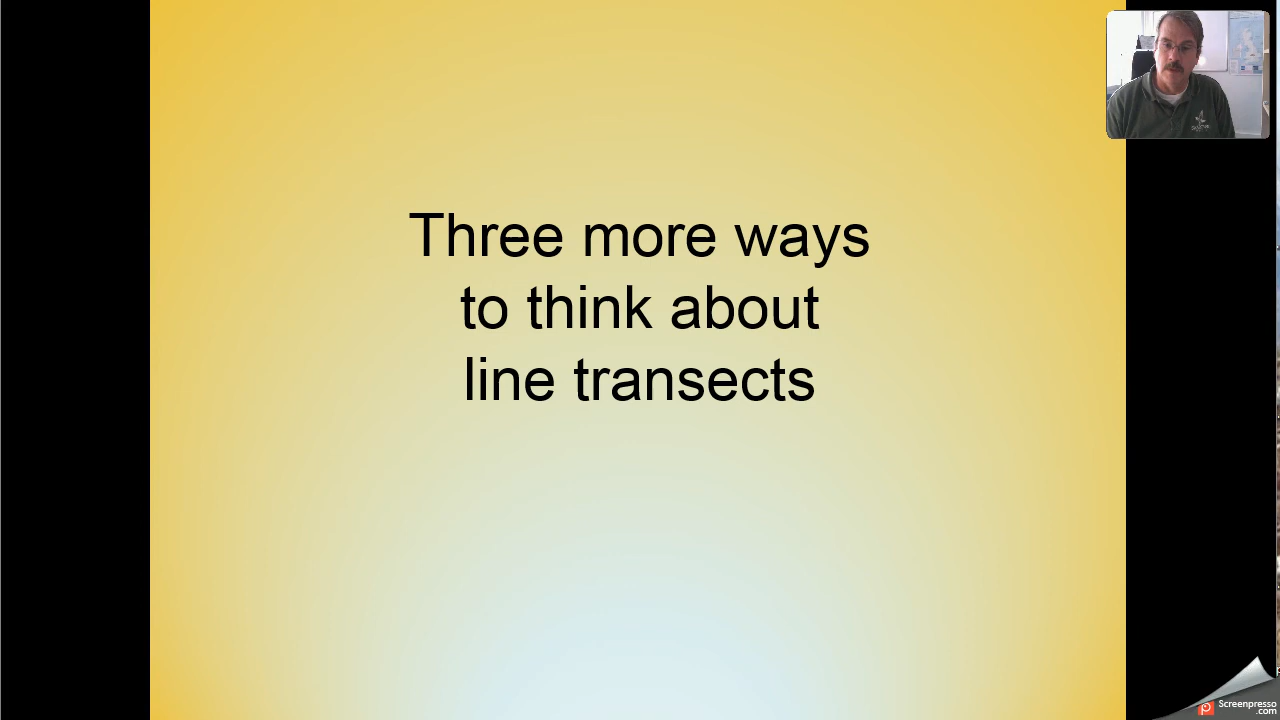 Three more ways
to think about
line transects
Screenpresso
.com